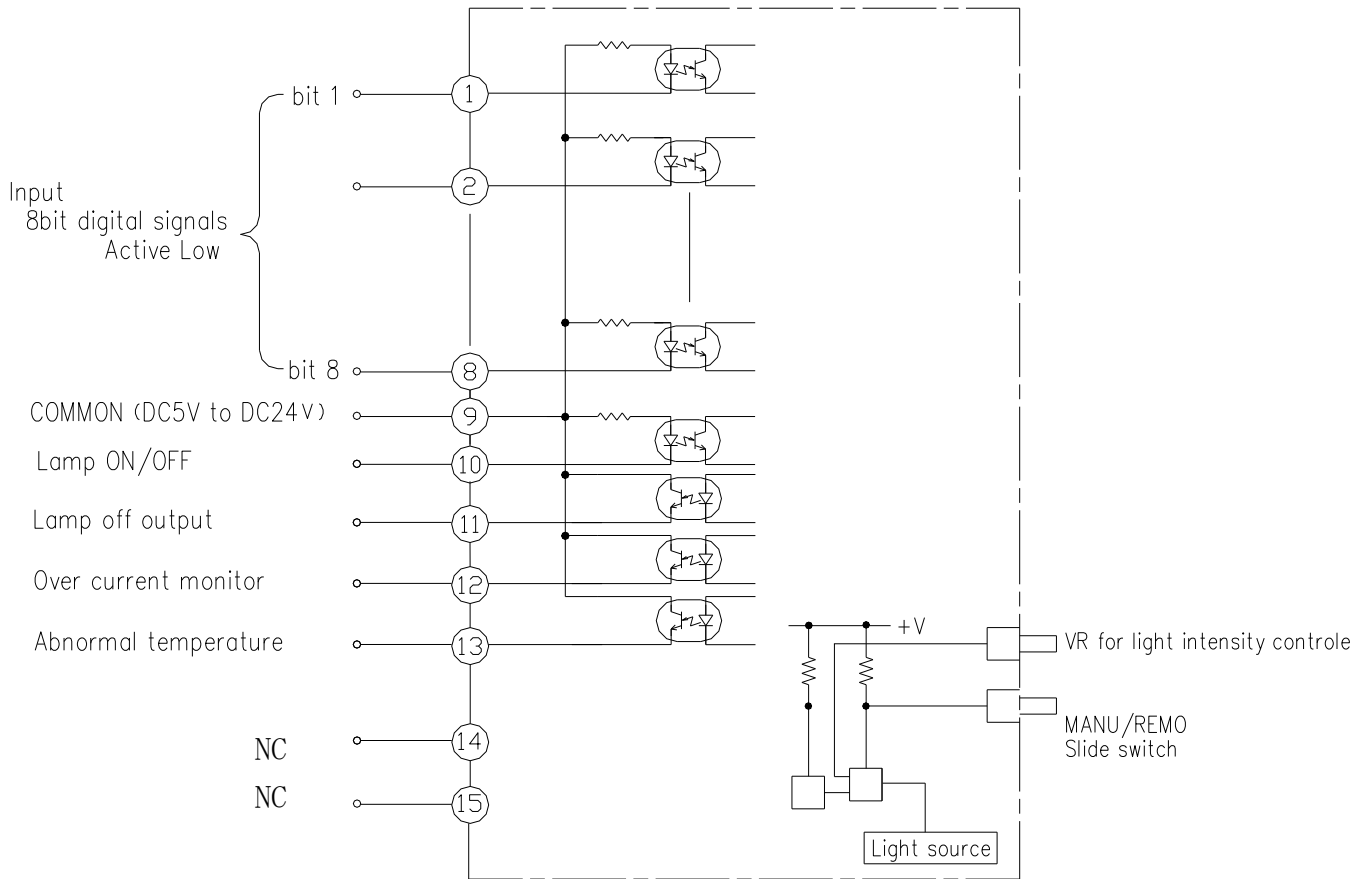 bit 1
1
2
Input
8bit digital signals
Active Low
bit 8
8
COMMON (DC5V to DC24V)
9
Lamp ON/OFF
10
Lamp off output
11
Over current monitor
12
Abnormal temperature
13
NC
14
NC
15
+V
VR for light intensity controle
MANU/REMO
Slide switch
Light source